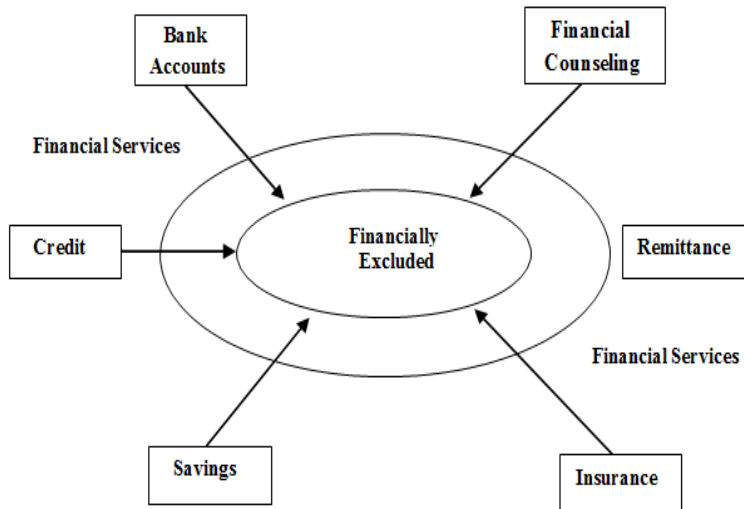 Bank
Accounts
Financial
Counseling
Financial Services
Credit
Financially
Excluded
Remittance
Financial Services
Savings
Insurance